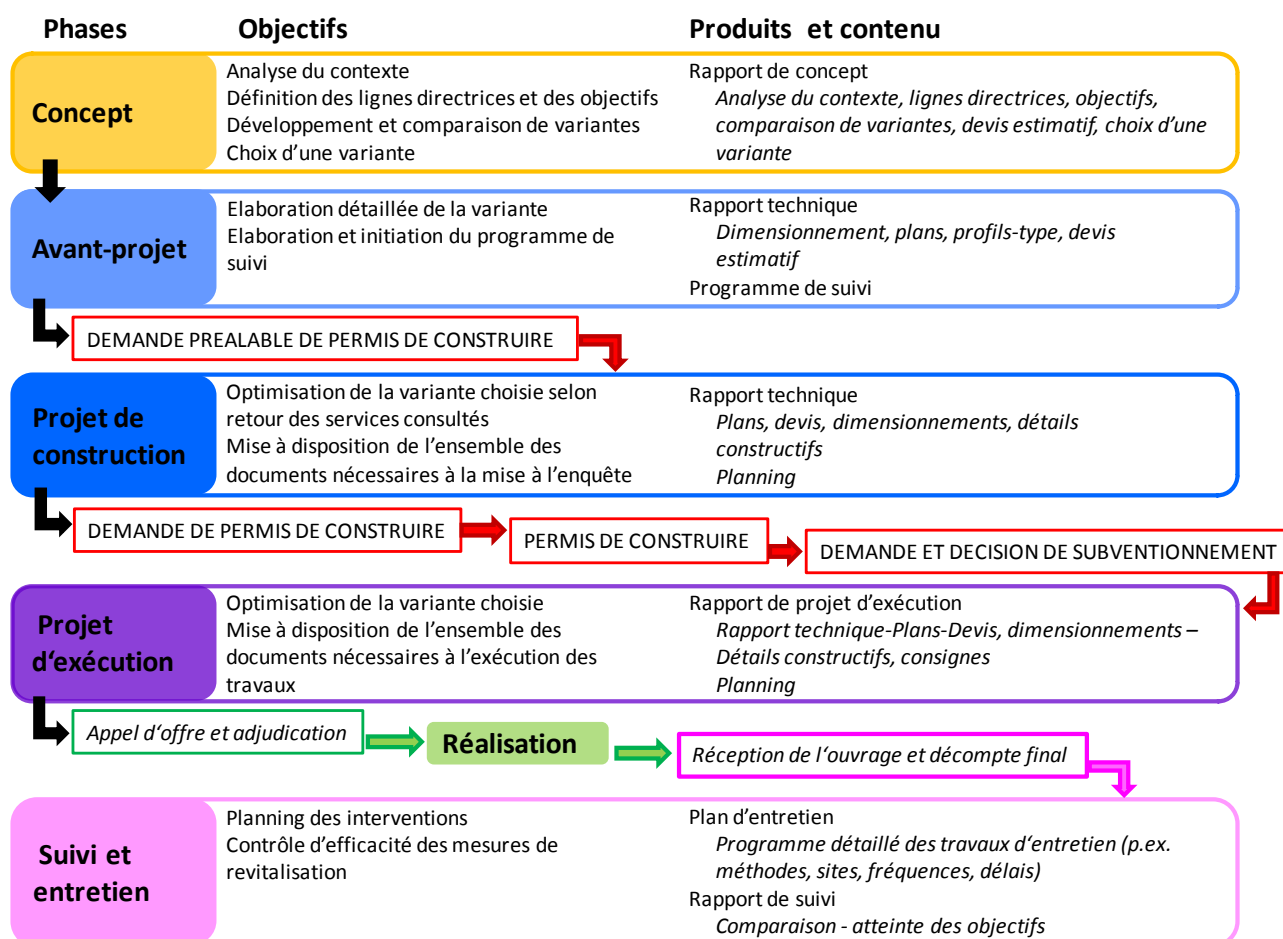 Phases Objectifs Produits et contenu
Concept
Analyse du contexte
Définition des lignes directrices et des objectifs
Développement et comparaison de variantes
Choix d'une variante
Rapport de concept
Analyse du contexte, lignes directrices, objectifs,
comparaison de variantes, devis estimatif, choix d'une
variante
Avant-projet
Elaboration détaillée de la variante
Elaboration et initiation du programme de
suivi
Rapport technique
Dimensionnement, plans, profils-type, devis
estimatif
Programme de suivi
DEMANDE PREALABLE DE PERMIS DE CONSTRUIRE
Projet de
construction
Optimisation de la variante choisie selon
retour des services consultés
Mise à disposition de l'ensemble des
documents nécessaires à la mise à l'enquête
Rapport technique
Plans, devis, dimensionnements, détails
constructifs
Planning
DEMANDE DE PERMIS DE CONSTRUIRE
PERMIS DE CONSTRUIRE
DEMANDE ET DECISION DE SUBVENTIONNEMENT
Projet
d'exécution
Optimisation de la variante choisie
Mise à disposition de l'ensemble des
documents nécessaires à l'exécution des
travaux
Rapport de projet d'exécution
Rapport technique-Plans-Devis, dimensionnements –
Détails constructifs, consignes
Planning
Appel d'offre et adjudication
Réalisation
Réception de l'ouvrage et décompte final
Suivi et
entretien
Planning des interventions
Contrôle d'efficacité des mesures de
revitalisation
Plan d'entretien
Programme détaillé des travaux d'entretien (p.ex.
méthodes, sites, fréquences, délais)
Rapport de suivi
Comparaison - atteinte des objectifs